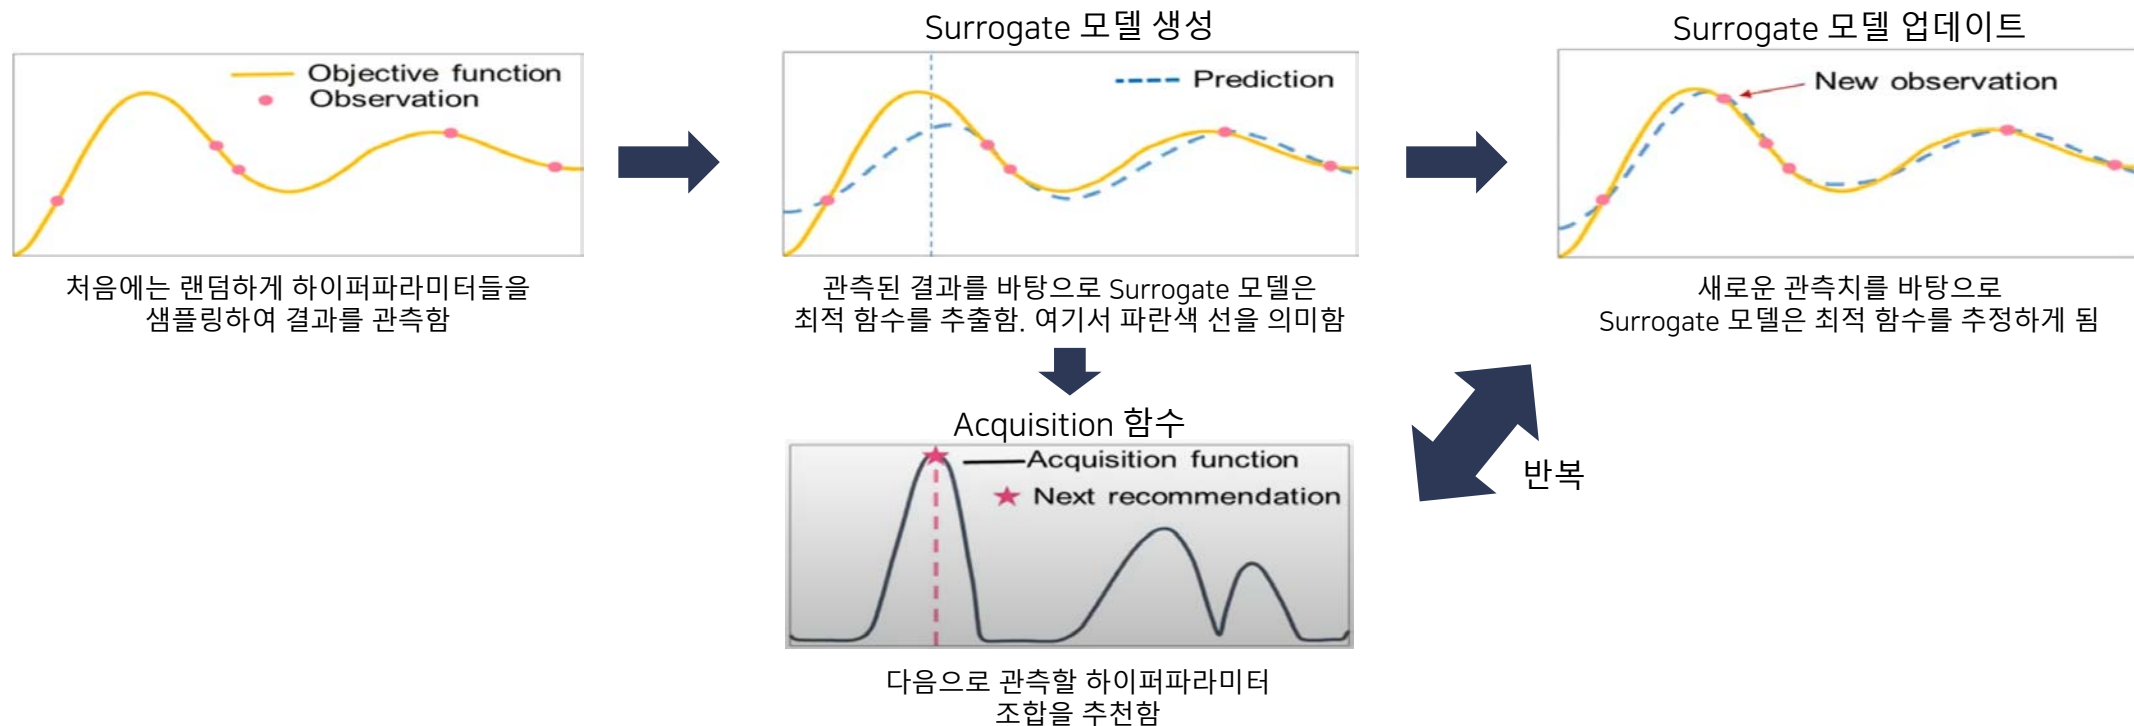 Objective function
Observation
처음에는 랜덤하게 하이퍼파라미터들을
샘플링하여 결과를 관측함
Surrogate 모델 생성
Prediction
관측된 결과를 바탕으로 Surrogate 모델은
최적 함수를 추출함. 여기서 파란색 선을 의미함
Surrogate 모델 업데이트
New observation
새로운 관측치를 바탕으로
Surrogate 모델은 최적 함수를 추정하게 됨
Acquisition 함수
Acquisition function
Next recommendation
다음으로 관측할 하이퍼파라미터
조합을 추천함
반복